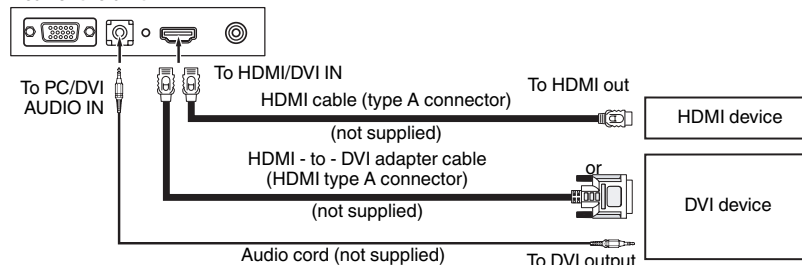 To PC/DVI
AUDIO IN
To HDMI/DVI IN
To HDMI out
HDMI cable (type A connector)
(not supplied)
HDMI device
HDMI - to - DVI adapter cable
(HDMI type A connector)
(not supplied)
or
DVI device
Audio cord (not supplied)
To DVI output